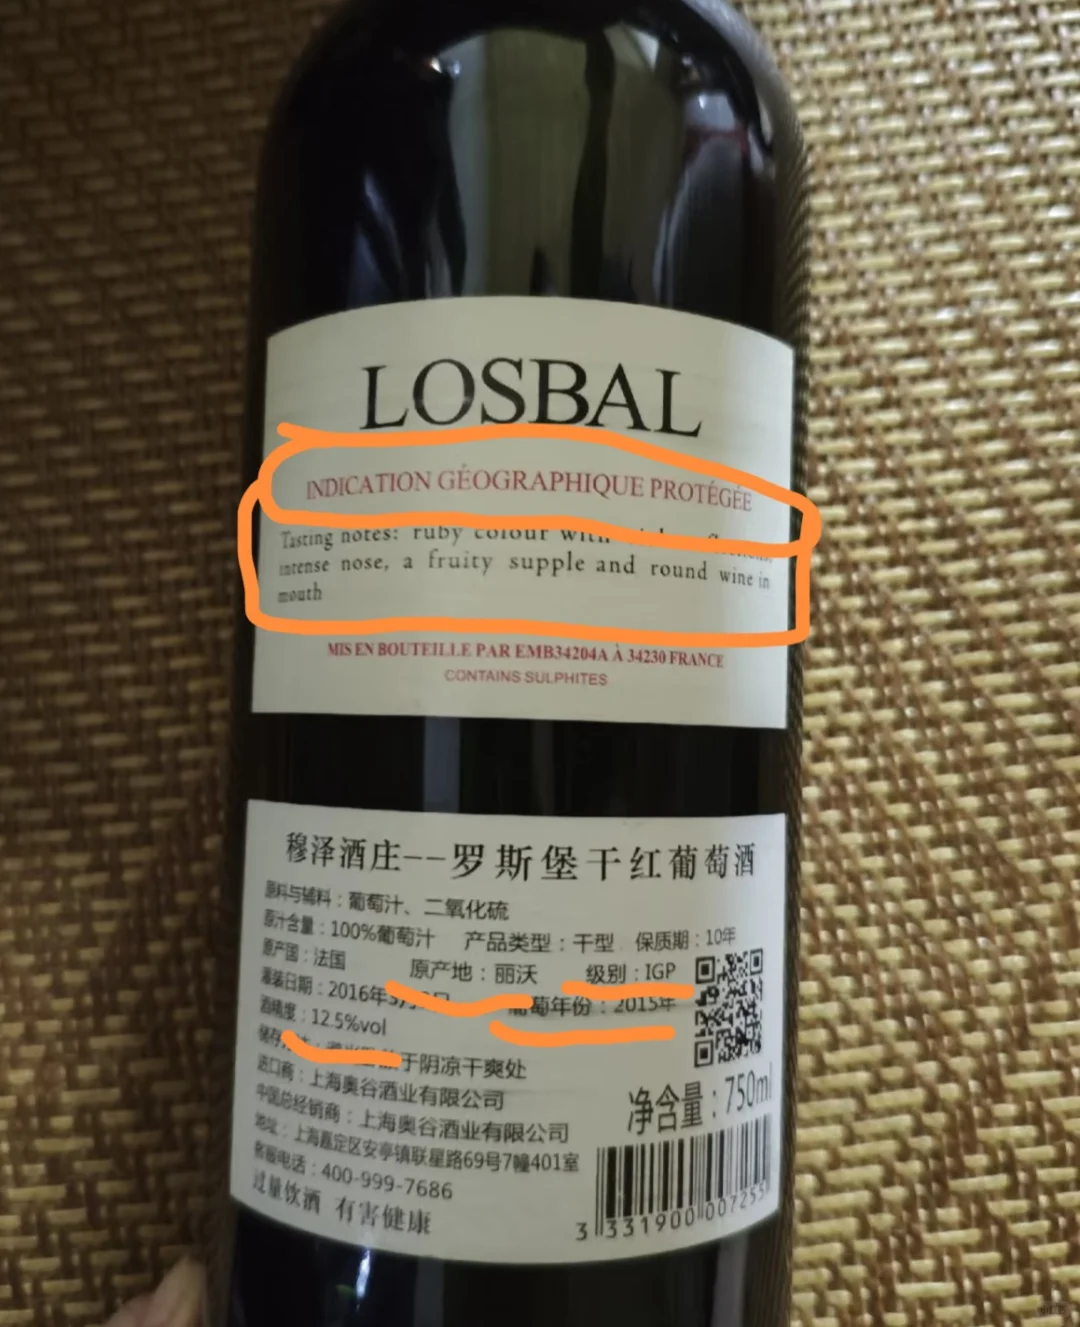 LOSBAL
INDICATION GÉOGRAPHIQUE PROTÉGÉE
Tasting notes: ruby colour with
intense nose, a fruity supple and round wine in
mouth
MIS EN BOUTEILLE PAR EMB34204A À 34230 FRANCE
CONTAINS SULPHITES
穆泽酒庄--罗斯堡干红葡萄酒
原料与辅料：葡萄汁、二氧化硫
原汁含量：100%葡萄汁 产品类型：干型 保质期：10年
原产国：法国 原产地：丽沃 级别：IGP
灌装日期：2016年 葡萄年份：2015年
酒精度：12.5%vol
于阴凉干爽处
进口商：上海奥谷酒业有限公司
中国总经销商：上海奥谷酒业有限公司
地址：上海嘉定区安亭镇联星路69号7幢401室
客服电话：400-999-7686
过量饮酒 有害健康
净含量：750ml
3 331900 007255